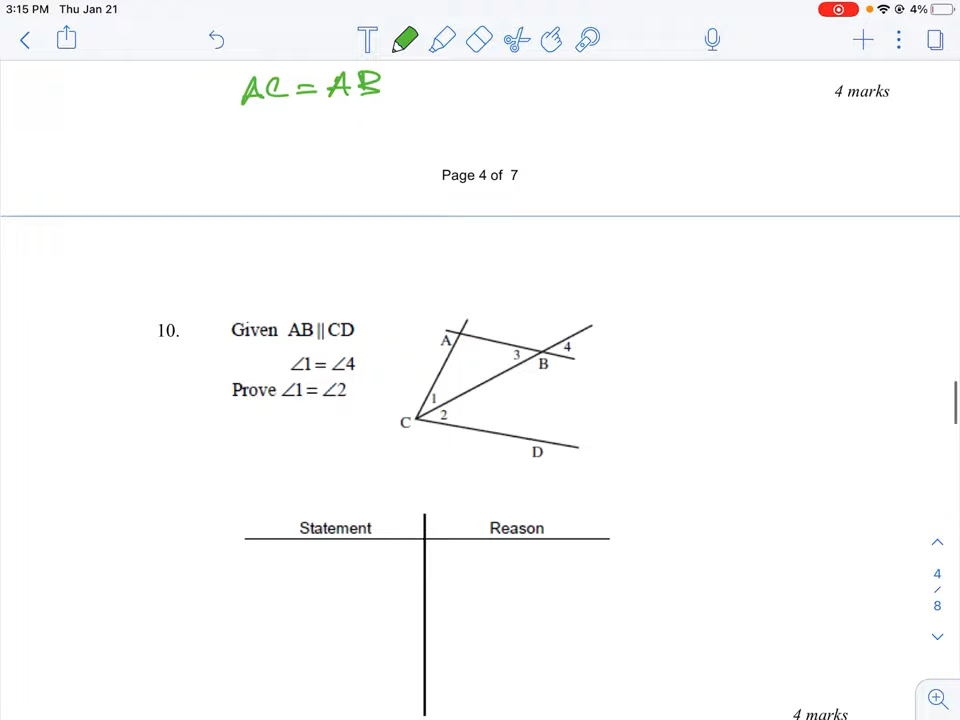 3:15 PM Thu Jan 21
4%
T
AC = AB
4 marks
Page 4 of 7
10.
Given AB || CD
∠1 = ∠4
Prove ∠1 = ∠2
A
3
4
B
1
2
C
D
Statement
Reason
4
/
8
4 marks